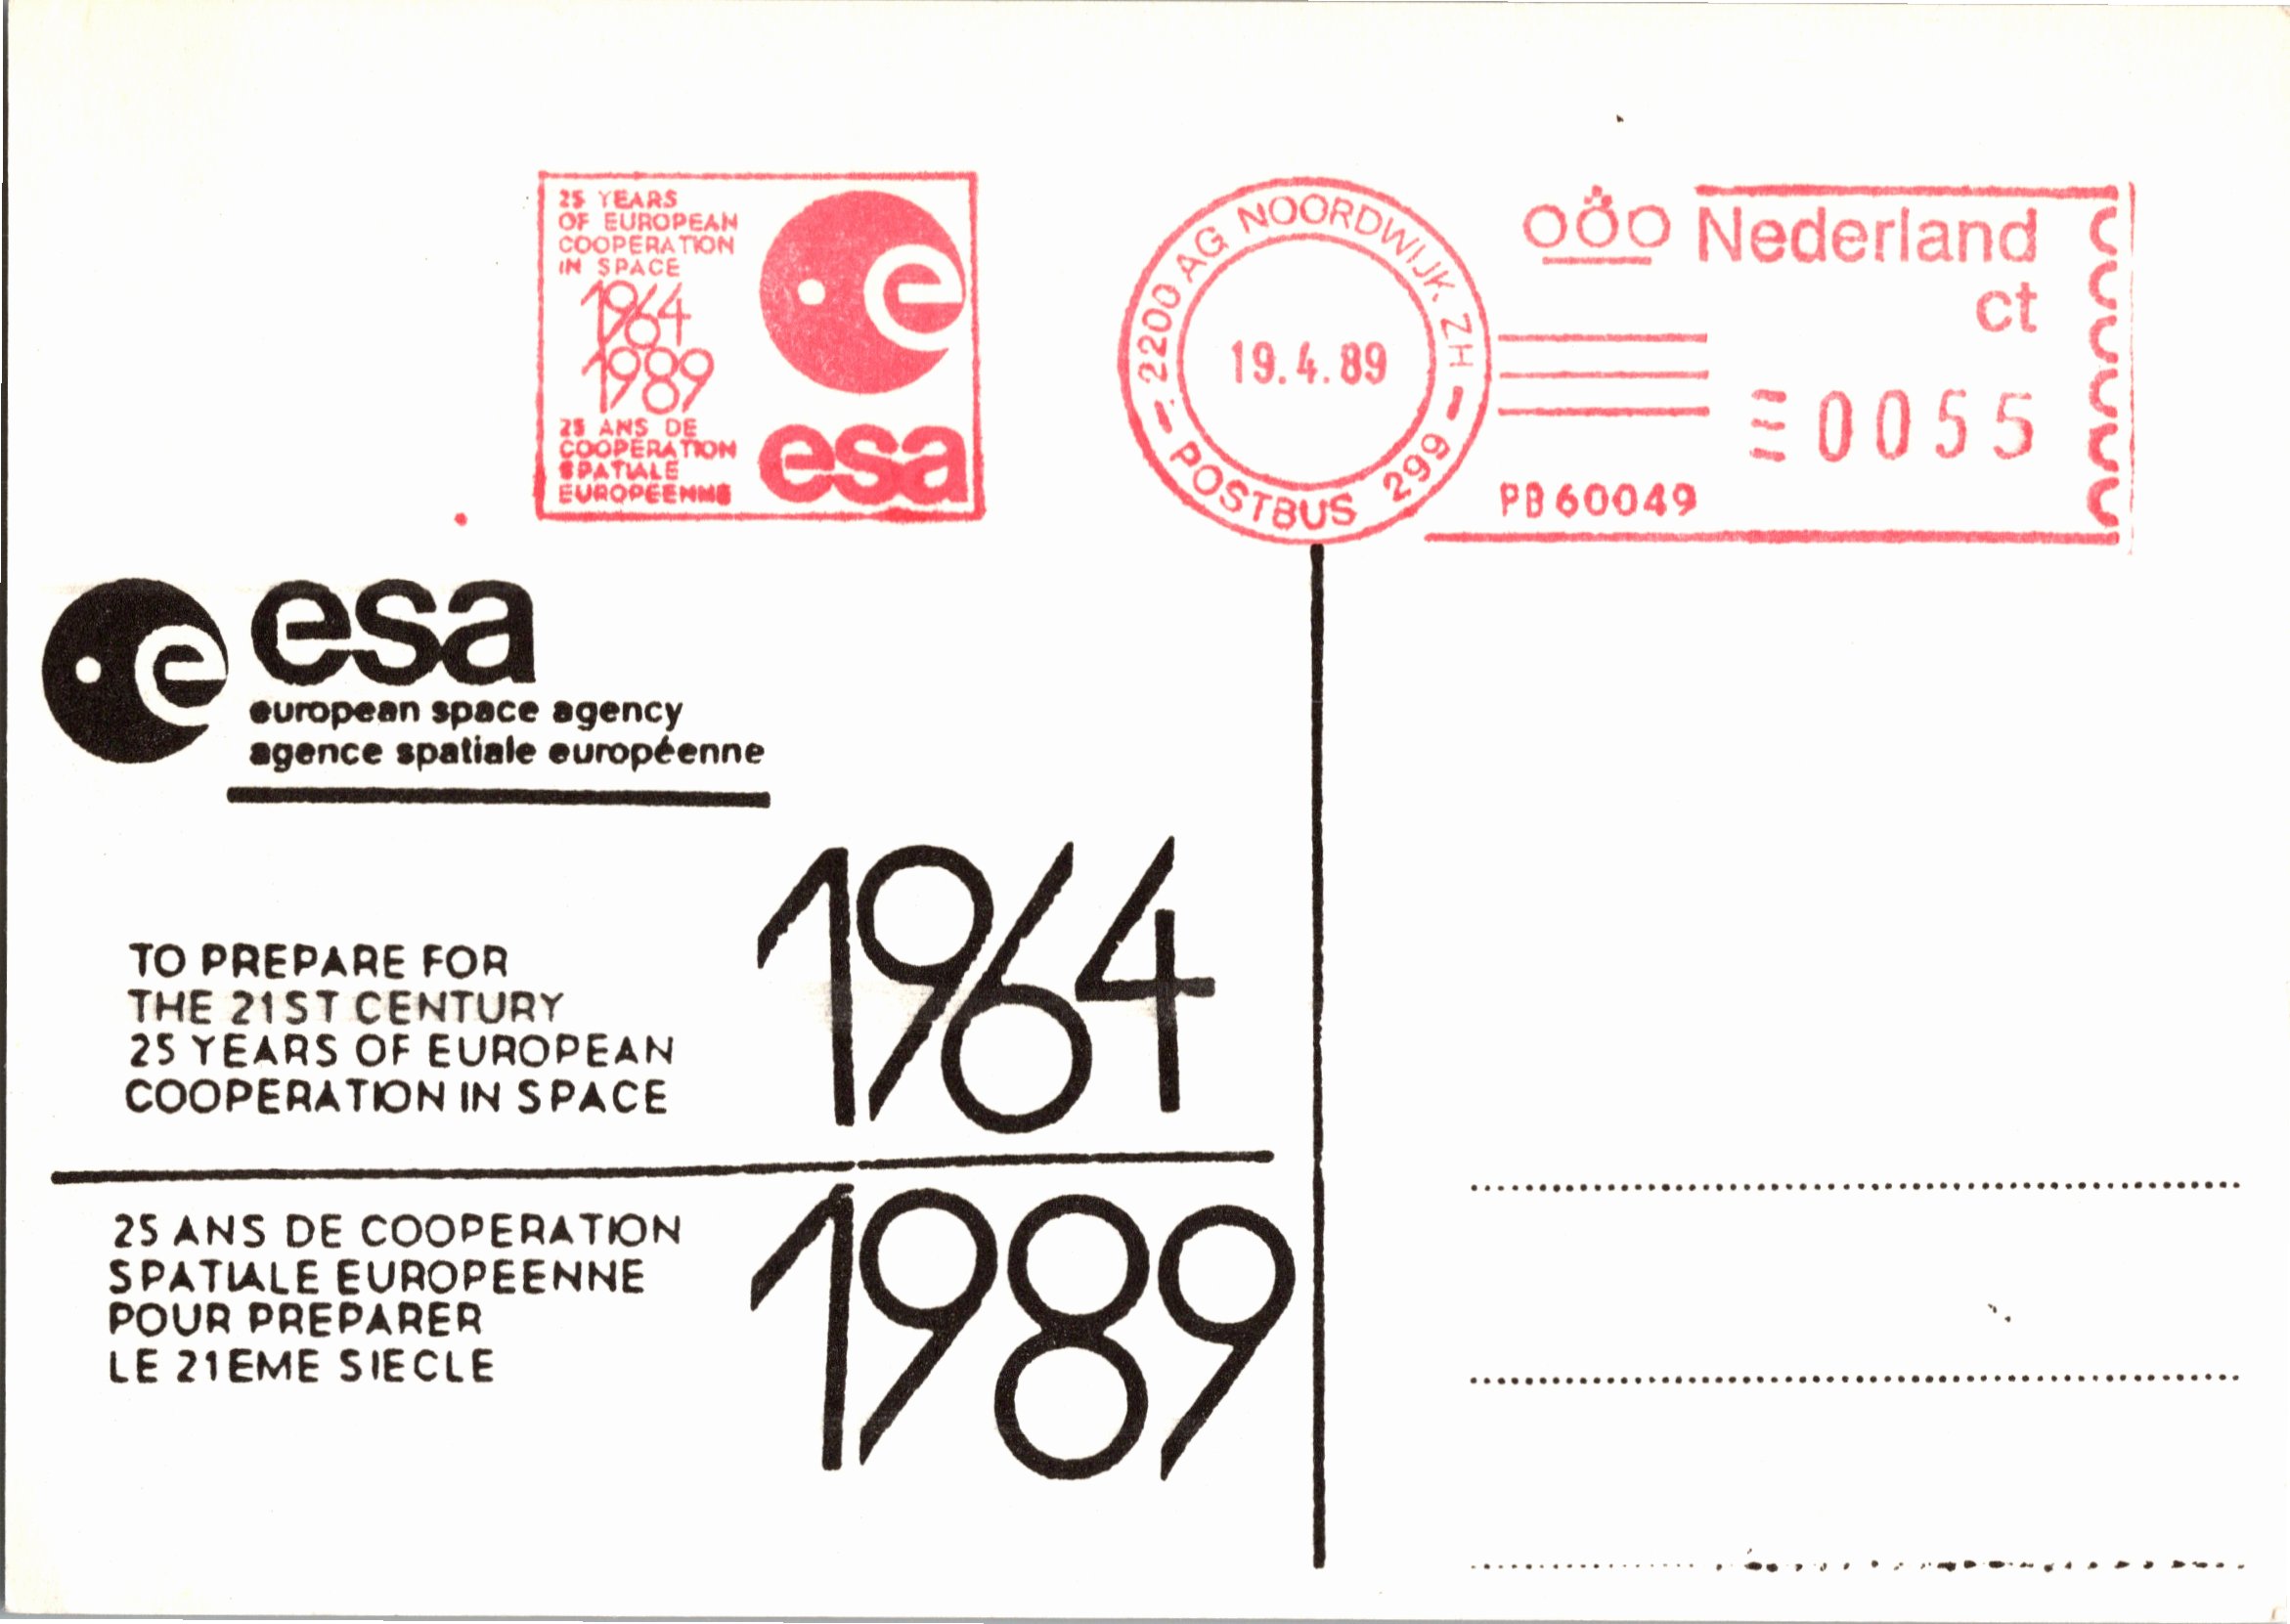 25 YEARS
OF EUROPEAN
COOPERATION
IN SPACE
1964
1989
25 ANS DE
COOPERATION
SPATIALE
EUROPEENNE
e
esa
2200 AG NOORDWIJK ZH
19.4.89
POSTBUS 299
Nederland
ct
0055
PB60049
e
esa
european space agency
agence spatiale européenne
TO PREPARE FOR
THE 21ST CENTURY
25 YEARS OF EUROPEAN
COOPERATION IN SPACE
1964
25 ANS DE COOPERATION
SPATIALE EUROPEENNE
POUR PREPARER
LE 21EME SIECLE
1989